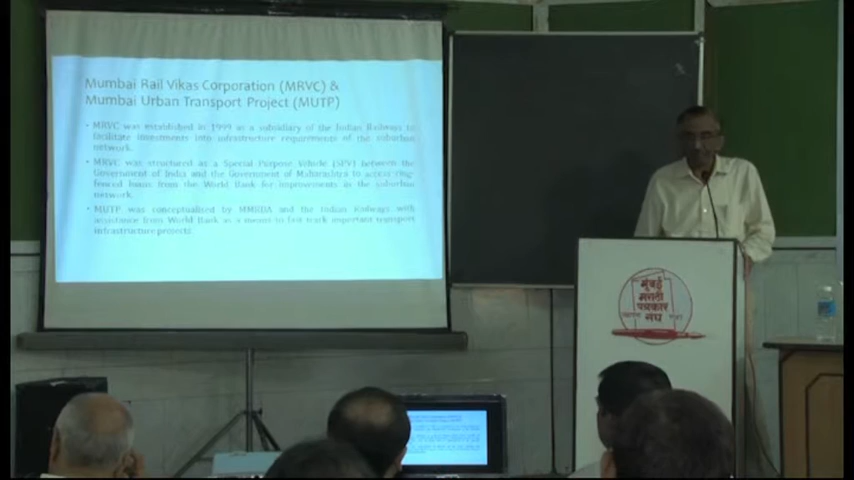 Mumbai Rail Vikas Corporation (MRVC) &
Mumbai Urban Transport Project (MUTP)
• MRVC was established in 1999 as a subsidiary of the Indian Railways to
facilitate investments into infrastructure requirements of the suburban
network.
• MRVC was structured as a Special Purpose Vehicle (SPV) between the
Government of India and the Government of Maharashtra to access ring-
fenced loans from the World Bank for improvements in the suburban
network.
• MUTP was conceptualised by MMRDA and the Indian Railways with
assistance from World Bank as a means to fast track important transport
infrastructure projects.
मुंबई
मराठी
पत्रकार
संघ